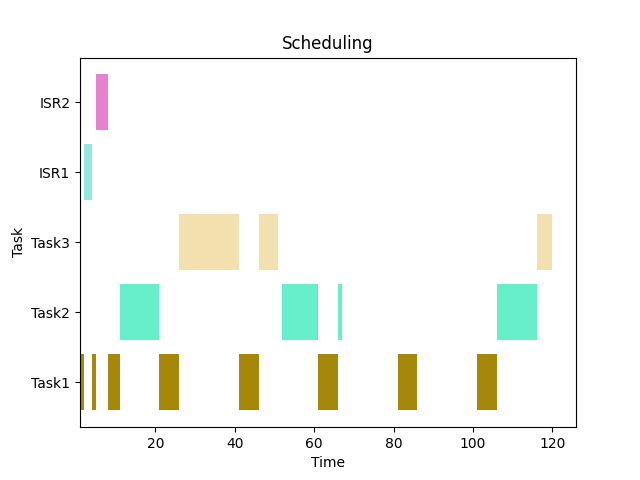 Scheduling
ISR2
ISR1
Task3
Task2
Task1
Task
20 40 60 80 100 120
Time